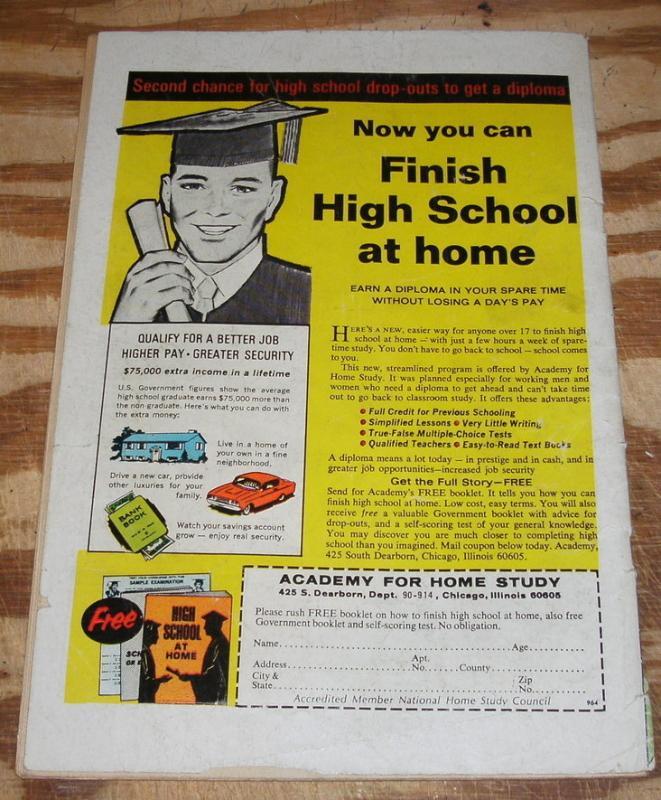 Second chance for high school drop-outs to get a diploma
Now you can
Finish
High School
at home
EARN A DIPLOMA IN YOUR SPARE TIME
WITHOUT LOSING A DAY'S PAY
QUALIFY FOR A BETTER JOB
HIGHER PAY • GREATER SECURITY
$75,000 extra income in a lifetime
U.S. Government figures show the average
high school graduate earns $75,000 more than
the non-graduate. Here's what you can do with
the extra money:
Live in a home of
your own in a fine
neighborhood.
Drive a new car, provide
other luxuries for your
family.
BANK
BOOK
Watch your savings account
grow — enjoy real security.
HERE'S A NEW, easier way for anyone over 17 to finish high
school at home — with just a few hours a week of spare-
time study. You don't have to go back to school — school comes
to you.
This new, streamlined program is offered by Academy for
Home Study. It was planned especially for working men and
women who need a diploma to get ahead and can't take time
out to go back to classroom study. It offers these advantages:
• Full Credit for Previous Schooling
• Simplified Lessons • Very Little Writing
• True-False Multiple-Choice Tests
• Qualified Teachers • Easy-to-Read Text Books
A diploma means a lot today — in prestige and in cash, and in
greater job opportunities—increased job security
Get the Full Story—FREE
Send for Academy's FREE booklet. It tells you how you can
finish high school at home. Low cost, easy terms. You will also
receive free a valuable Government booklet with advice for
drop-outs, and a self-scoring test of your general knowledge.
You may discover you are much closer to completing high
school than you imagined. Mail coupon below today. Academy,
425 South Dearborn, Chicago, Illinois 60605.
SAMPLE EXAMINATION
Free
HIGH
SCHOOL
AT
HOME
ACADEMY FOR HOME STUDY
425 S. Dearborn, Dept. 90-914, Chicago, Illinois 60605
Please rush FREE booklet on how to finish high school at home, also free
Government booklet and self-scoring test. No obligation.
Name Age
Address Apt. No. County
City & State Zip No.
Accredited Member National Home Study Council 964